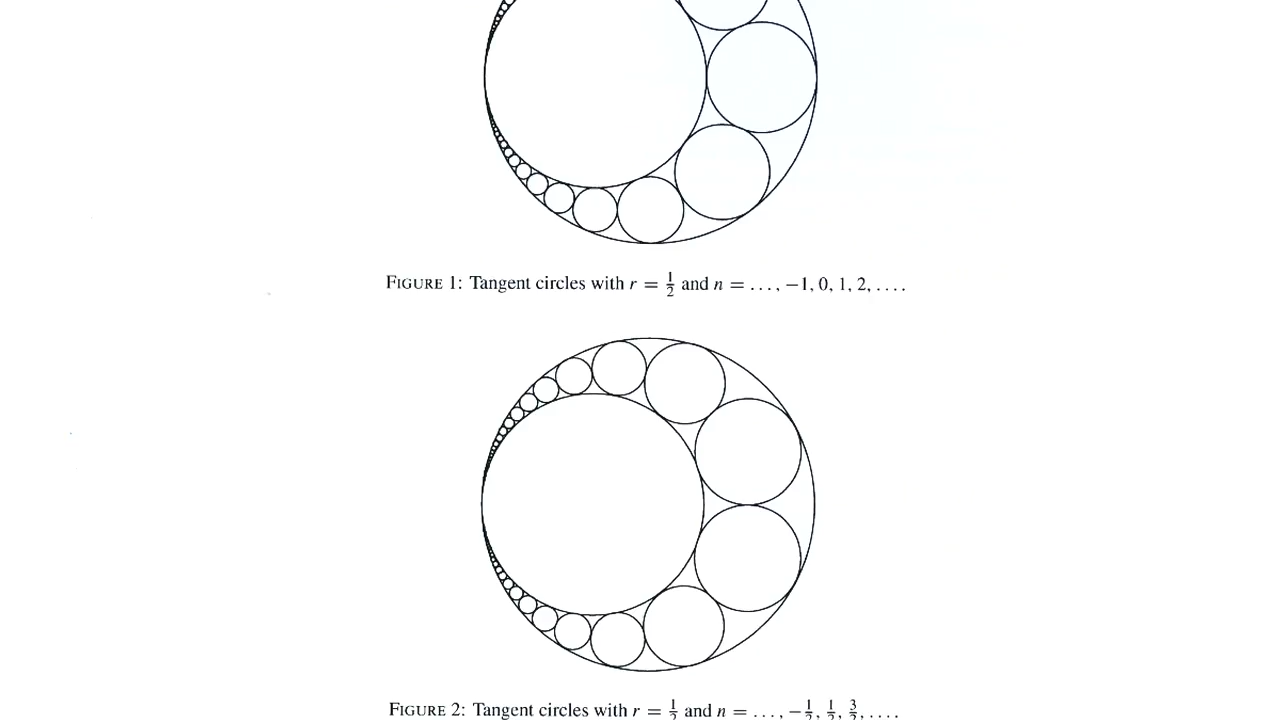 FIGURE 1: Tangent circles with r = 1/2 and n = ..., −1, 0, 1, 2, ....
FIGURE 2: Tangent circles with r = 1/2 and n = ..., −1/2, 1/2, 3/2, ....